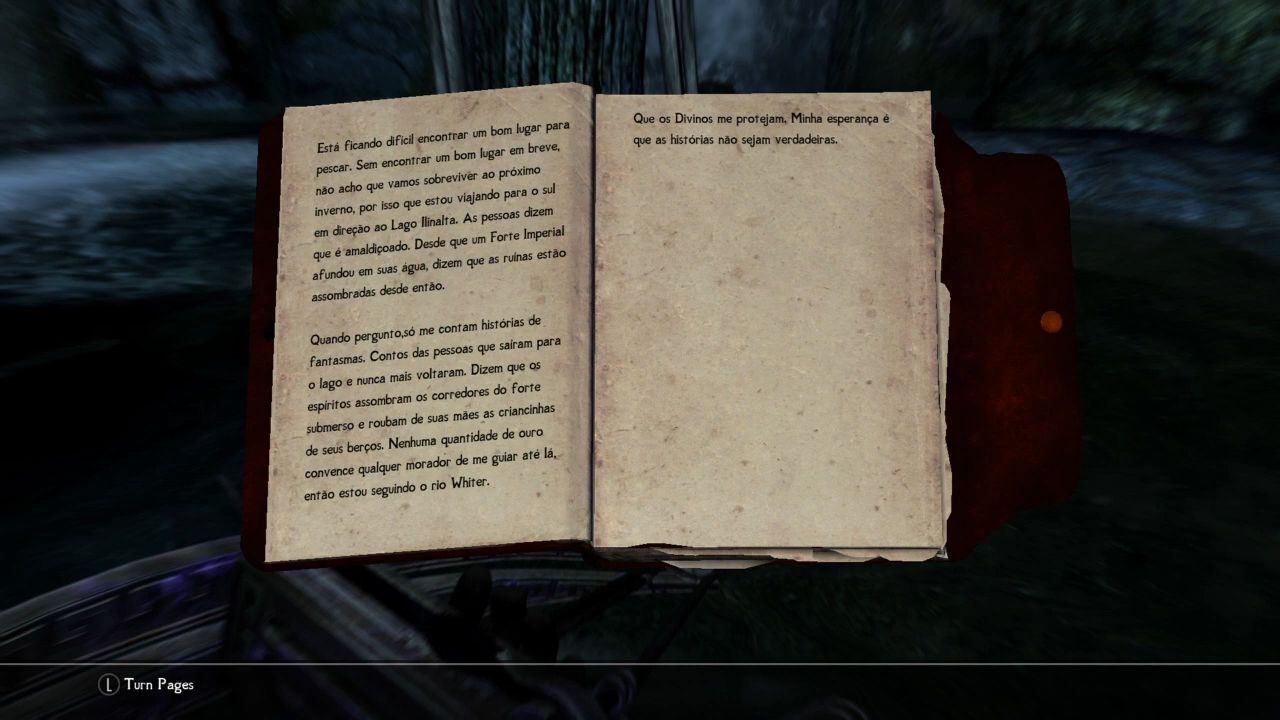 Está ficando difícil encontrar um bom lugar para
pescar. Sem encontrar um bom lugar em breve,
não acho que vamos sobreviver ao próximo
inverno, por isso que estou viajando para o sul
em direção ao Lago Ilinalta. As pessoas dizem
que é amaldiçoado. Desde que um Forte Imperial
afundou em suas água, dizem que as ruínas estão
assombradas desde então.
Quando pergunto,só me contam histórias de
fantasmas. Contos das pessoas que saíram para
o lago e nunca mais voltaram. Dizem que os
espíritos assombram os corredores do forte
submerso e roubam de suas mães as criancinhas
de seus berços. Nenhuma quantidade de ouro
convence qualquer morador de me guiar até lá,
então estou seguindo o rio Whiter.
Que os Divinos me protejam. Minha esperança é
que as histórias não sejam verdadeiras.
L Turn Pages